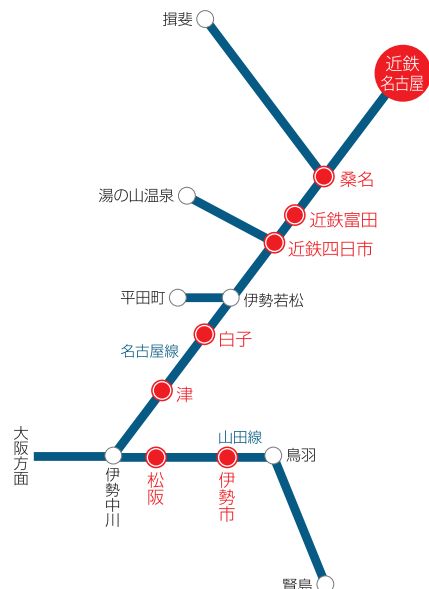 揖斐
近鉄
名古屋
桑名
湯の山温泉
近鉄富田
近鉄四日市
平田町
伊勢若松
白子
名古屋線
津
大阪方面
山田線
鳥羽
伊勢中川
松阪
伊勢市
賢島